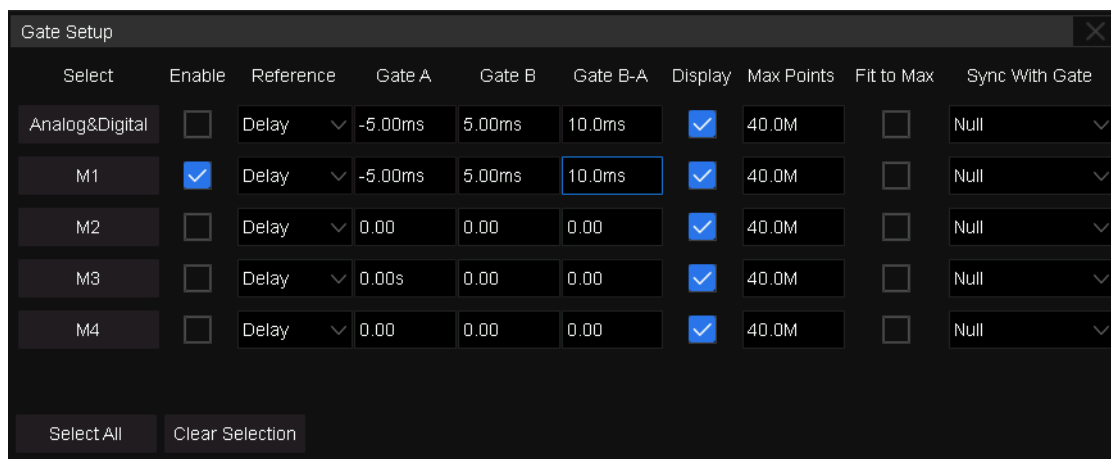 Gate Setup
Select Enable Reference Gate A Gate B Gate B-A Display Max Points Fit to Max Sync With Gate
Analog&Digital Delay -5.00ms 5.00ms 10.0ms 40.0M Null
M1 Delay -5.00ms 5.00ms 10.0ms 40.0M Null
M2 Delay 0.00 0.00 0.00 40.0M Null
M3 Delay 0.00s 0.00 0.00 40.0M Null
M4 Delay 0.00 0.00 0.00 40.0M Null
Select All Clear Selection